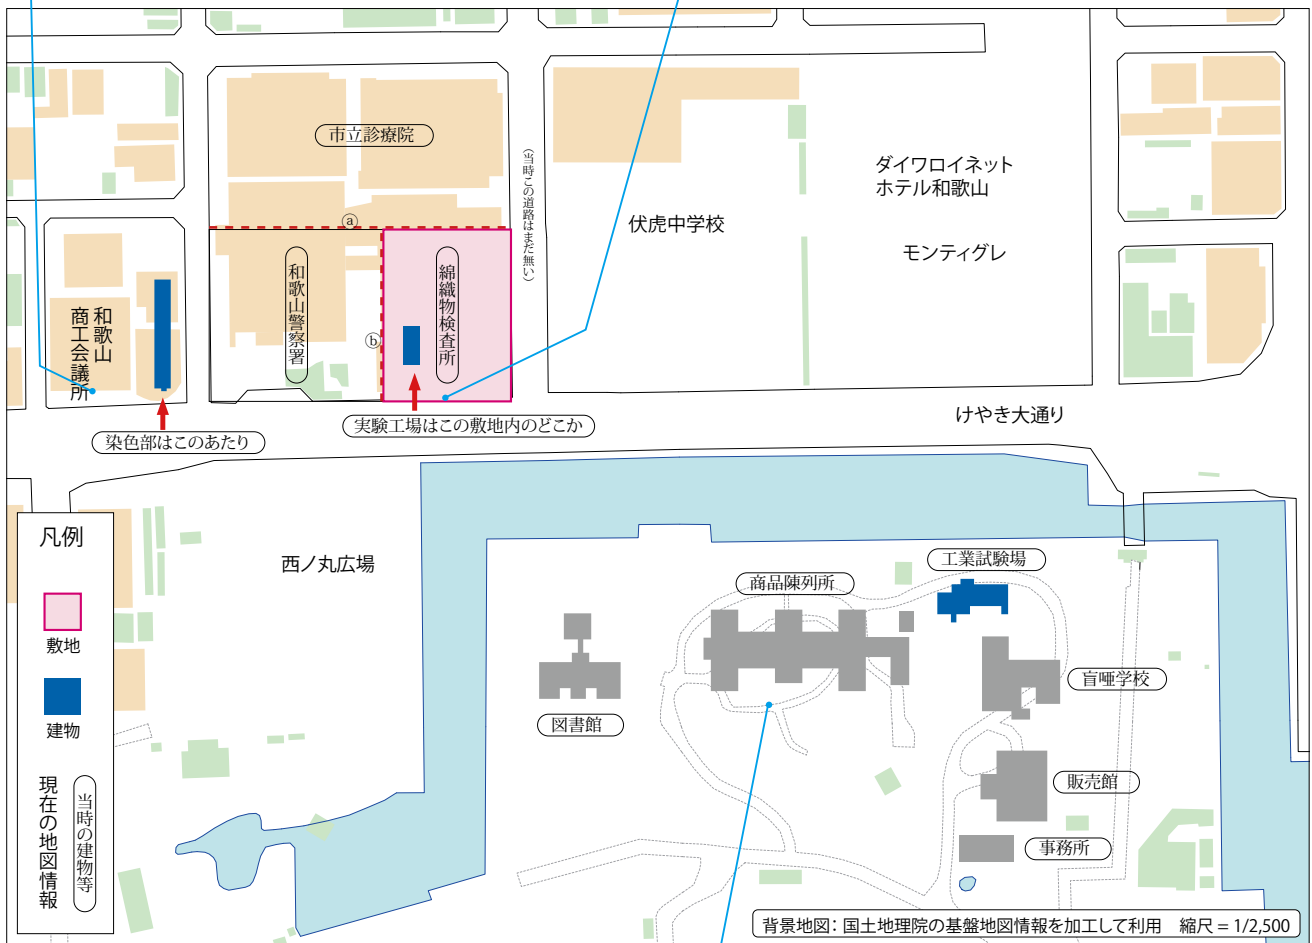 市立診療院
(当時この道路はまだ無い)
ダイワロイネット
ホテル和歌山
伏虎中学校
モンティグレ
ⓐ
和歌山警察署
綿織物検査所
ⓑ
和歌山
商工会議所
染色部はこのあたり
実験工場はこの敷地内のどこか
けやき大通り
凡例
敷地
建物
当時の建物等
現在の地図情報
西ノ丸広場
工業試験場
商品陳列所
盲唖学校
図書館
販売館
事務所
背景地図：国土地理院の基盤地図情報を加工して利用　縮尺 = 1/2,500